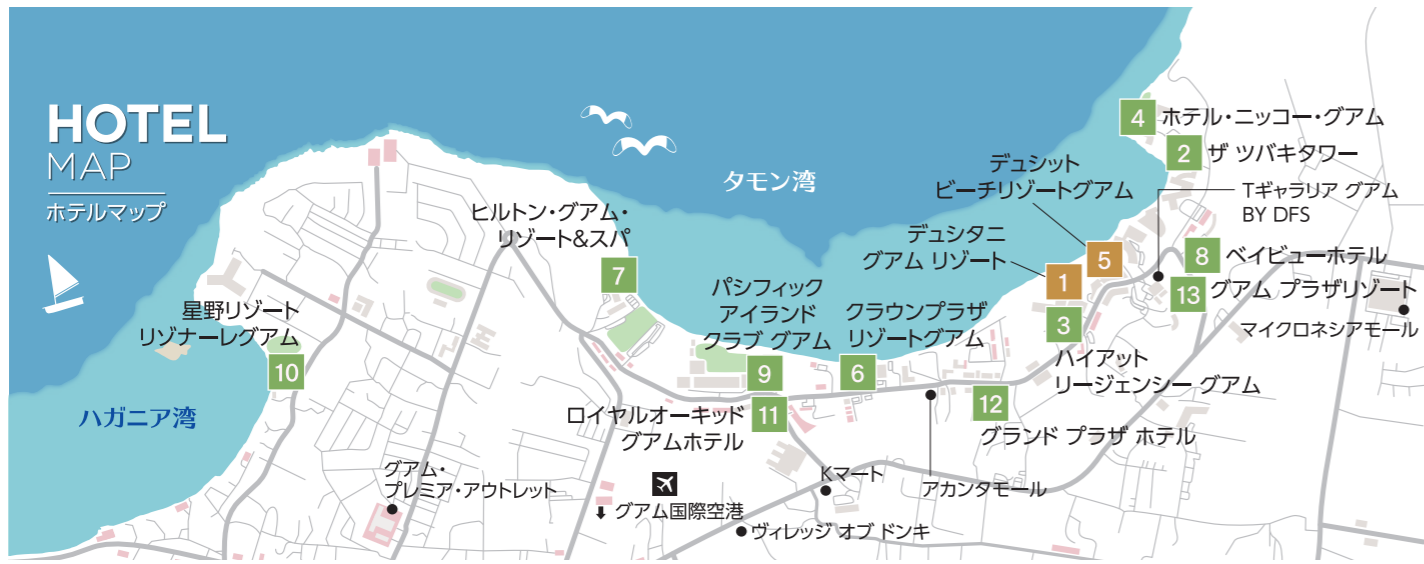 HOTEL
MAP
ホテルマップ
タモン湾
ハガニア湾
4 ホテル・ニッコー・グアム
2 ザ ツバキタワー
デュシット
ビーチリゾートグアム
5
Tギャラリア グアム
BY DFS
デュシタニ
グアム リゾート
1
8 ベイビューホテル
13 グアム プラザリゾート
マイクロネシアモール
3
ハイアット
リージェンシー グアム
ヒルトン・グアム・
リゾート&スパ
7
パシフィック
アイランド
クラブ グアム
9
クラウンプラザ
リゾートグアム
6
星野リゾート
リゾナーレグアム
10
ロイヤルオーキッド
グアムホテル
11
12
グランド プラザ ホテル
アカンタモール
Kマート
グアム・
プレミア・アウトレット
⬇ グアム国際空港
ヴィレッジ オブ ドンキ